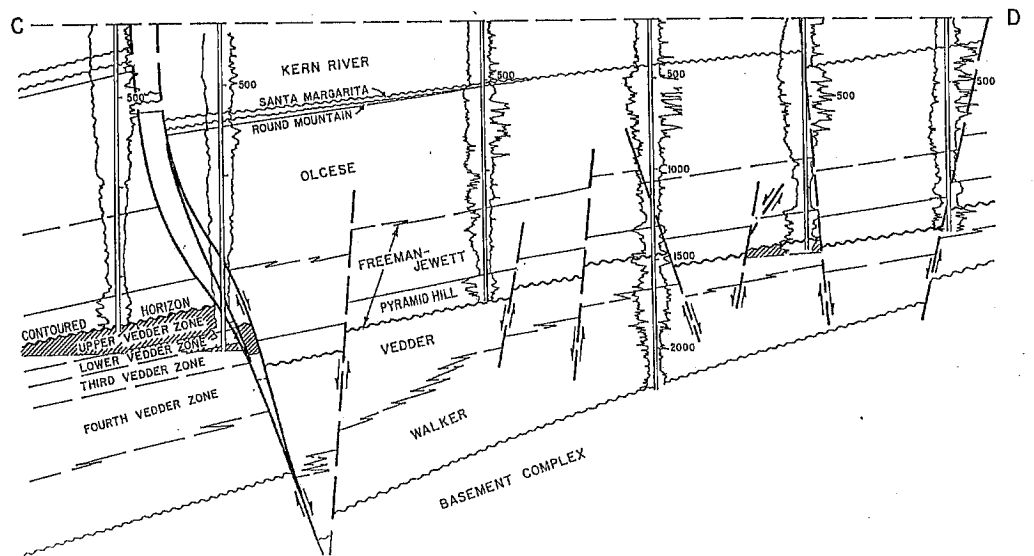 C
D
KERN RIVER
500
500
500
500
500
500
SANTA MARGARITA
ROUND MOUNTAIN
OLCESE
1000
FREEMAN-
JEWETT
1500
PYRAMID HILL
CONTOURED HORIZON
UPPER VEDDER ZONE
LOWER VEDDER ZONE
THIRD VEDDER ZONE
FOURTH VEDDER ZONE
VEDDER
2000
WALKER
BASEMENT COMPLEX